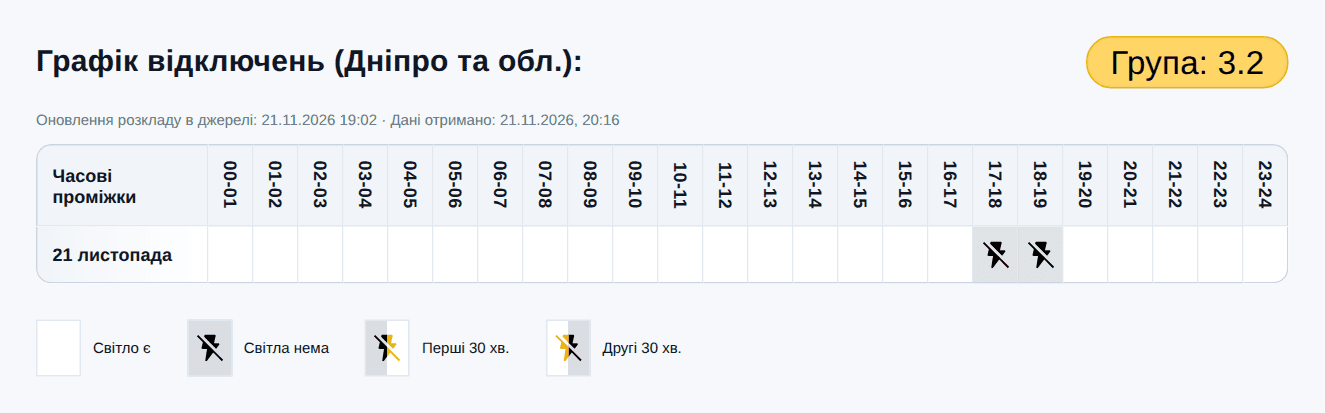 Графік відключень (Дніпро та обл.):
Група: 3.2
Оновлення розкладу в джерелі: 21.11.2026 19:02 · Дані отримано: 21.11.2026, 20:16
Часові
проміжки
00-01
01-02
02-03
03-04
04-05
05-06
06-07
07-08
08-09
09-10
10-11
11-12
12-13
13-14
14-15
15-16
16-17
17-18
18-19
19-20
20-21
21-22
22-23
23-24
21 листопада
Світло є
Світла нема
Перші 30 хв.
Другі 30 хв.